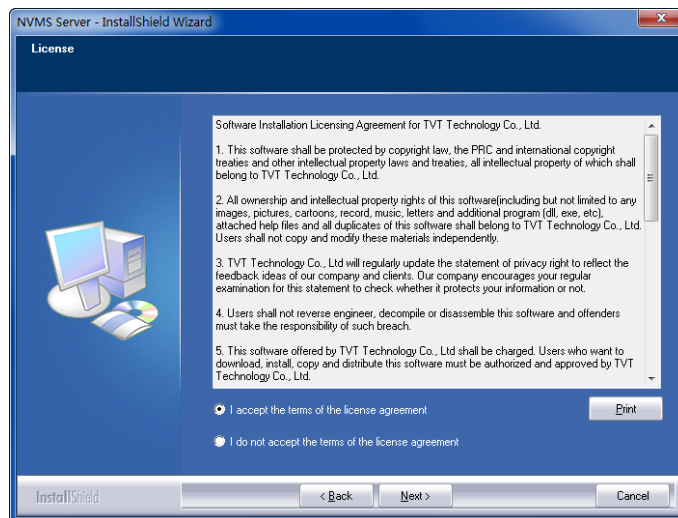 NVMS Server - InstallShield Wizard
License
Software Installation Licensing Agreement for TVT Technology Co., Ltd.
1. This software shall be protected by copyright law, the PRC and international copyright
treaties and other intellectual property laws and treaties, all intellectual property of which shall
belong to TVT Technology Co., Ltd.
2. All ownership and intellectual property rights of this software(including but not limited to any
images, pictures, cartoons, record, music, letters and additional program (dll, exe, etc),
attached help files and all duplicates of this software shall belong to TVT Technology Co., Ltd.
Users shall not copy and modify these materials independently.
3. TVT Technology Co., Ltd will regularly update the statement of privacy right to reflect the
feedback ideas of our company and clients. Our company encourages your regular
examination for this statement to check whether it protects your information or not.
4. Users shall not reverse engineer, decompile or disassemble this software and offenders
must take the responsibility of such breach.
5. This software offered by TVT Technology Co., Ltd shall be charged. Users who want to
download, install, copy and distribute this software must be authorized and approved by TVT
Technology Co., Ltd.
I accept the terms of the license agreement
Print
I do not accept the terms of the license agreement
InstallShield
< Back
Next >
Cancel